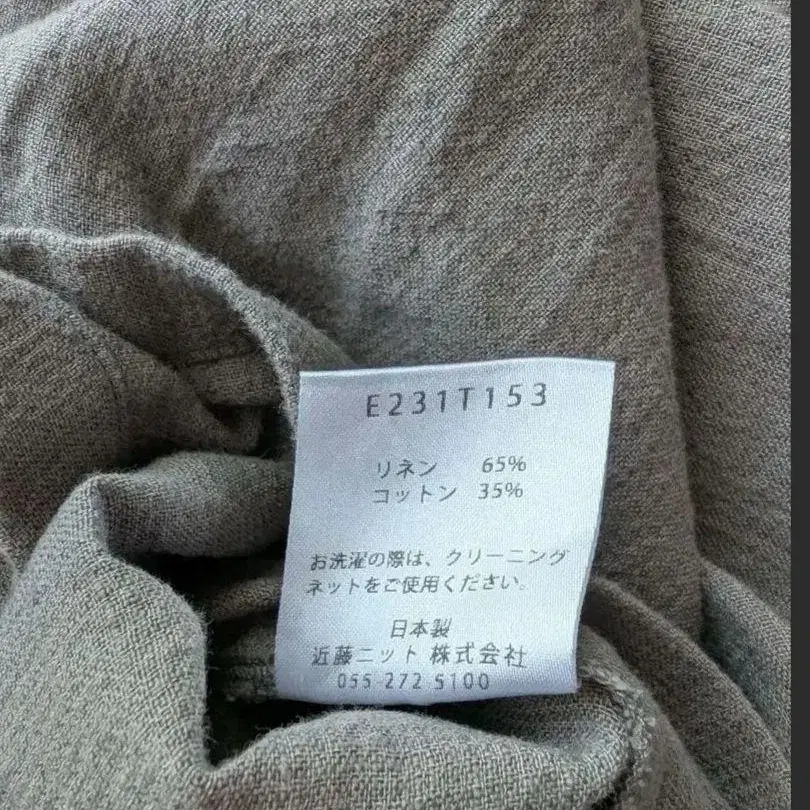 E231T153
リネン 65%
コットン 35%
お洗濯の際は、クリーニング
ネットをご使用ください。
日本製
近藤ニット 株式会社
055 272 5100